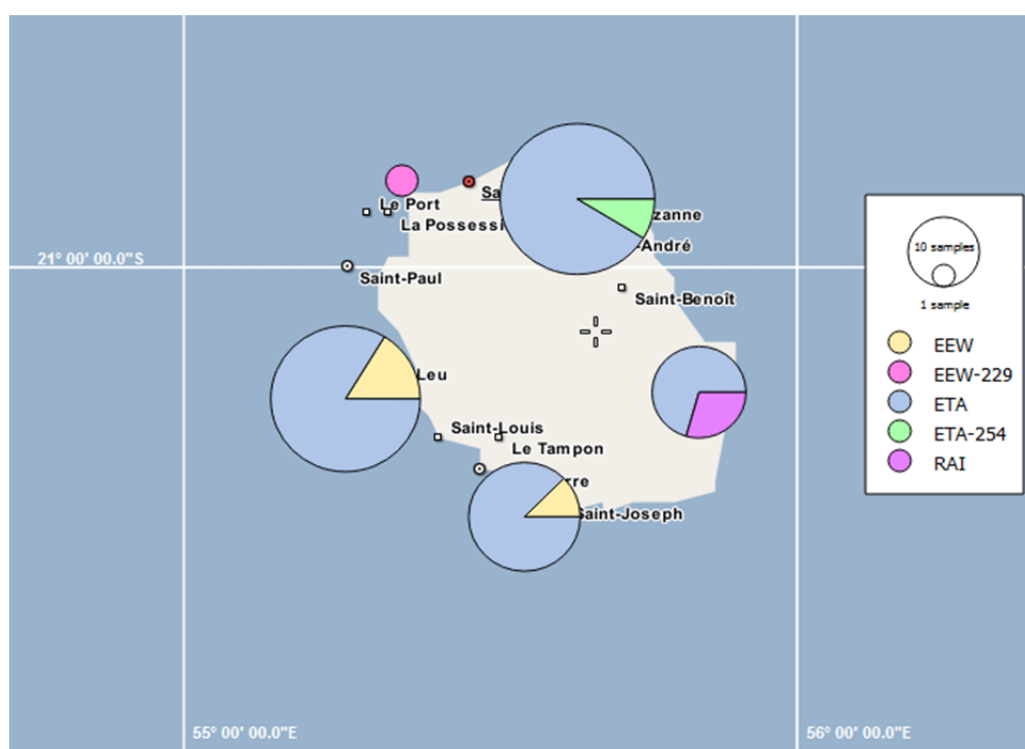 Le Port
La Possessi
zanne
-André
21° 00' 00.0"S
Saint-Paul
Saint-Benoît
Leu
Saint-Louis
Le Tampon
rre
Saint-Joseph
55° 00' 00.0"E
56° 00' 00.0"E
10 samples
1 sample
EEW
EEW-229
ETA
ETA-254
RAI